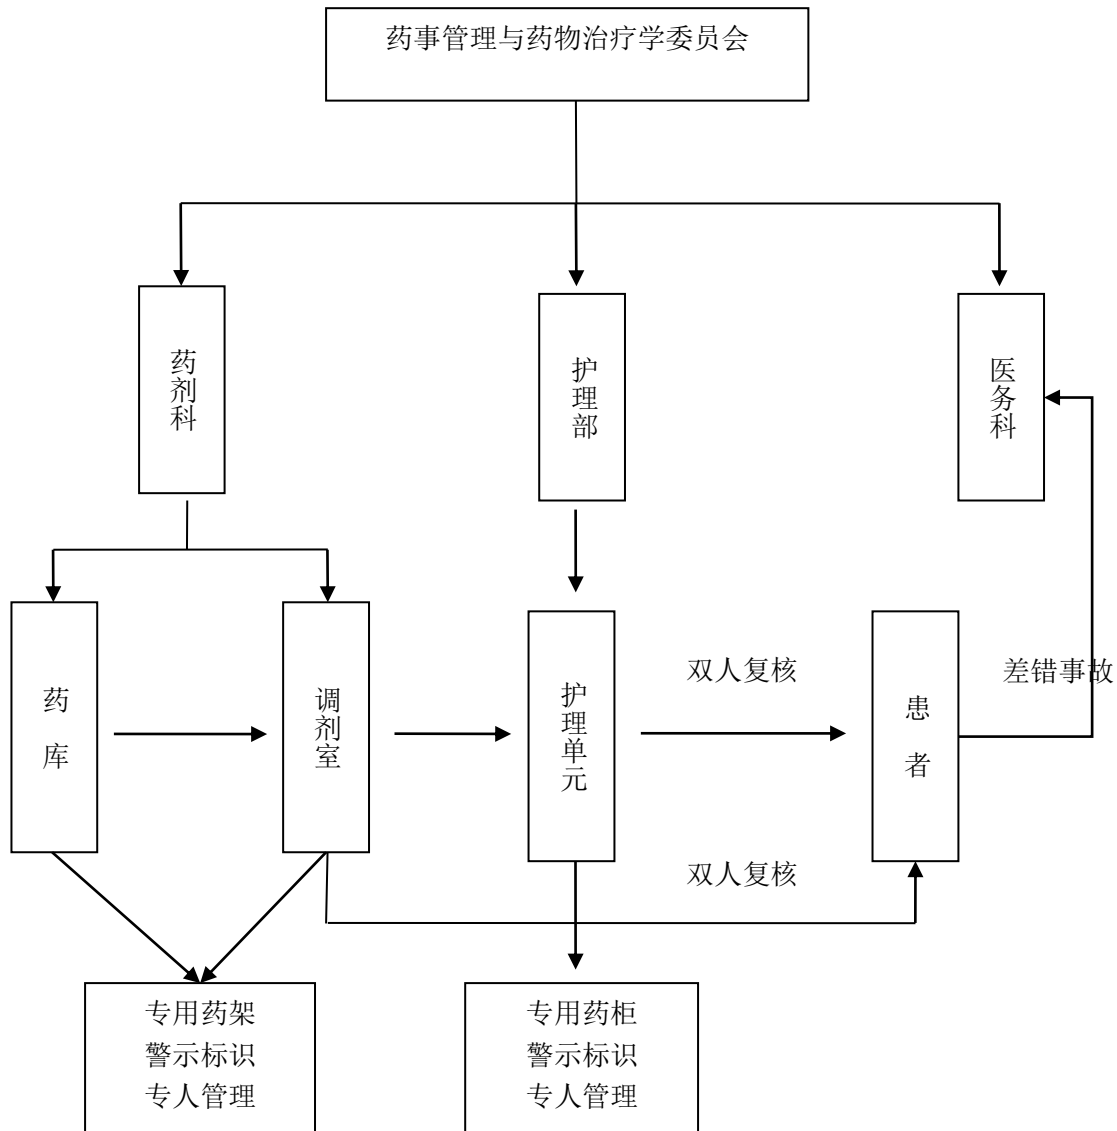 药事管理与药物治疗学委员会
药剂科
护理部
医务科
药库
调剂室
护理单元
双人复核
患者
差错事故
双人复核
专用药架
警示标识
专人管理
专用药柜
警示标识
专人管理